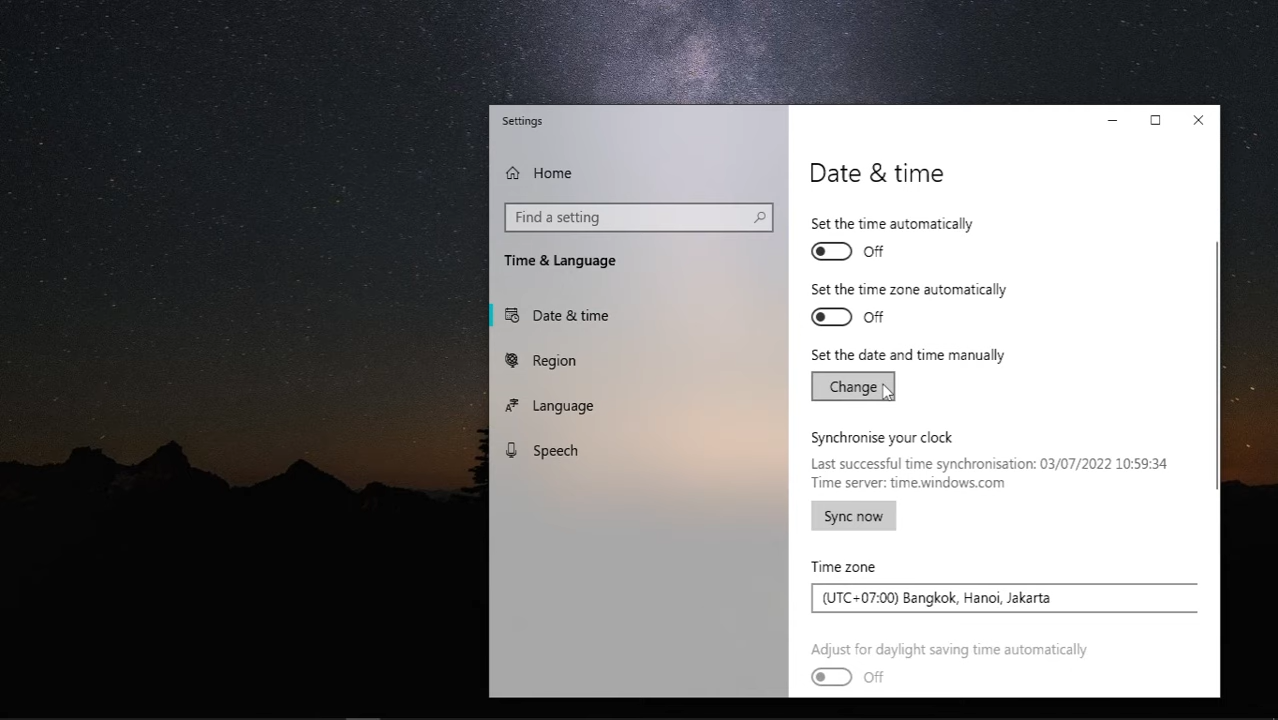 Settings
Home
Find a setting
Time & Language
Date & time
Region
Language
Speech
Date & time
Set the time automatically
Off
Set the time zone automatically
Off
Set the date and time manually
Change
Synchronise your clock
Last successful time synchronisation: 03/07/2022 10:59:34
Time server: time.windows.com
Sync now
Time zone
(UTC+07:00) Bangkok, Hanoi, Jakarta
Adjust for daylight saving time automatically
Off